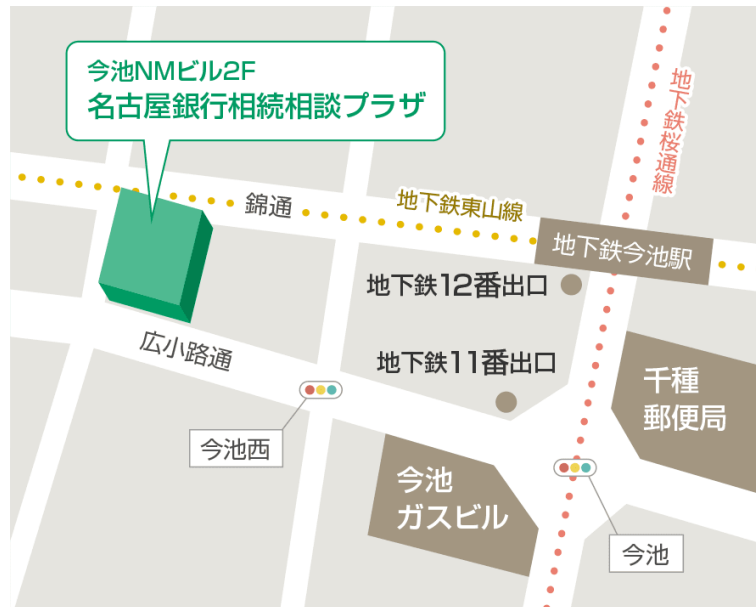 今池NMビル2F
名古屋銀行相続相談プラザ
地下鉄桜通線
錦通
地下鉄東山線
地下鉄今池駅
地下鉄12番出口
広小路通
地下鉄11番出口
千種
郵便局
今池西
今池
ガスビル
今池